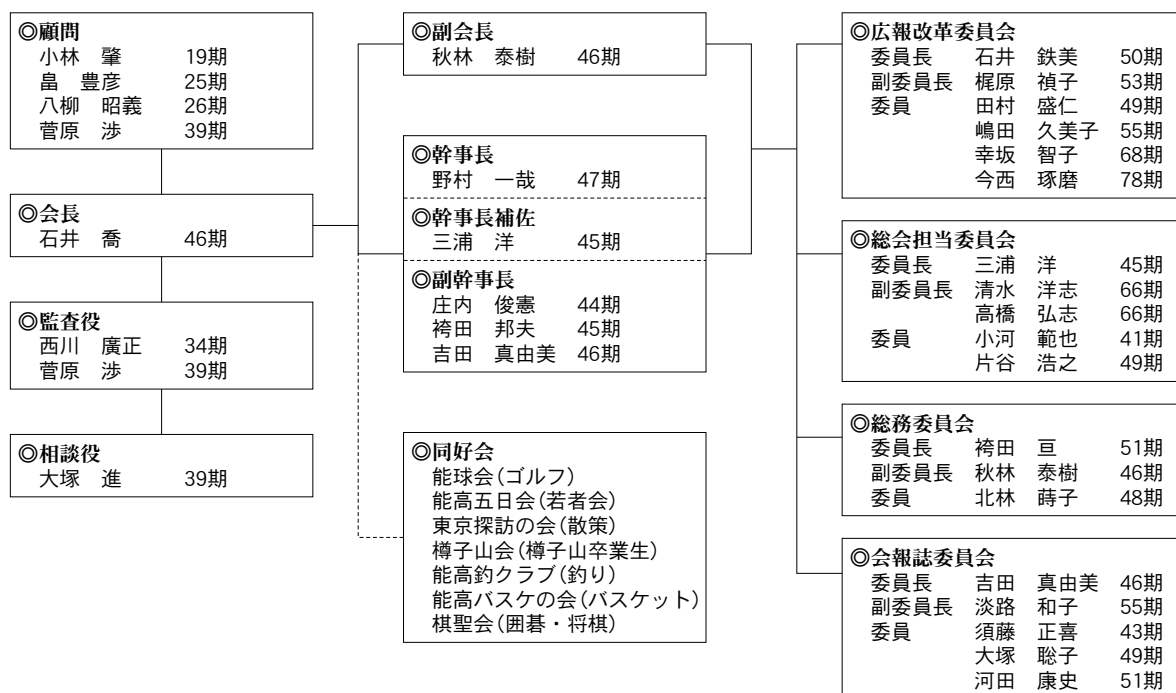 ◎顧問
小林　肇　19期
畠　豊彦　25期
八柳　昭義　26期
菅原　渉　39期
◎会長
石井　喬　46期
◎監査役
西川　廣正　34期
菅原　渉　39期
◎相談役
大塚　進　39期
◎副会長
秋林　泰樹　46期
◎幹事長
野村　一哉　47期
◎幹事長補佐
三浦　洋　45期
◎副幹事長
庄内　俊憲　44期
袴田　邦夫　45期
吉田　真由美　46期
◎同好会
能球会(ゴルフ)
能高五日会(若者会)
東京探訪の会(散策)
樽子山会(樽子山卒業生)
能高釣クラブ(釣り)
能高バスケの会(バスケット)
棋聖会(囲碁・将棋)
◎広報改革委員会
委員長　石井　鉄美　50期
副委員長　梶原　禎子　53期
委員　田村　盛仁　49期
嶋田　久美子　55期
幸坂　智子　68期
今西　琢磨　78期
◎総会担当委員会
委員長　三浦　洋　45期
副委員長　清水　洋志　66期
高橋　弘志　66期
委員　小河　範也　41期
片谷　浩之　49期
◎総務委員会
委員長　袴田　亘　51期
副委員長　秋林　泰樹　46期
委員　北林　蒔子　48期
◎会報誌委員会
委員長　吉田　真由美　46期
副委員長　淡路　和子　55期
委員　須藤　正喜　43期
大塚　聡子　49期
河田　康史　51期